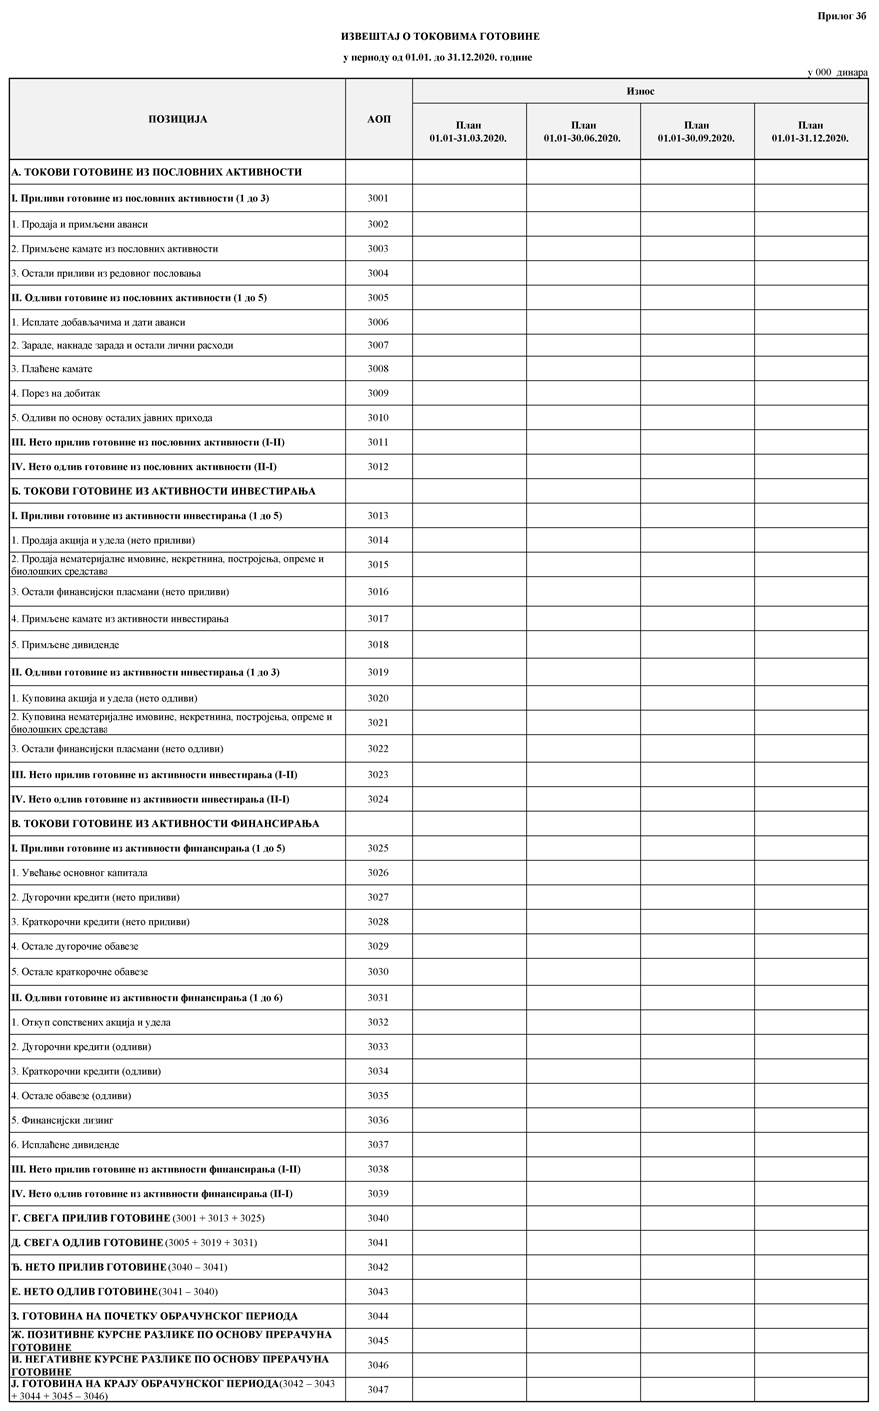 Прилог 3б
ИЗВЕШТАЈ О ТОКОВИМА ГОТОВИНЕ
у периоду од 01.01. до 31.12.2020. године
у 000 динара
ПОЗИЦИЈА
АОП
Износ
План
01.01-31.03.2020.
План
01.01-30.06.2020.
План
01.01-30.09.2020.
План
01.01-31.12.2020.
А. ТОКОВИ ГОТОВИНЕ ИЗ ПОСЛОВНИХ АКТИВНОСТИ
I. Приливи готовине из пословних активности (1 до 3) 3001
1. Продаја и примљени аванси 3002
2. Примљене камате из пословних активности 3003
3. Остали приливи из редовног пословања 3004
II. Одливи готовине из пословних активности (1 до 5) 3005
1. Исплате добављачима и дати аванси 3006
2. Зараде, накнаде зарада и остали лични расходи 3007
3. Плаћене камате 3008
4. Порез на добитак 3009
5. Одливи по основу осталих јавних прихода 3010
III. Нето прилив готовине из пословних активности (I-II) 3011
IV. Нето одлив готовине из пословних активности (II-I) 3012
Б. ТОКОВИ ГОТОВИНЕ ИЗ АКТИВНОСТИ ИНВЕСТИРАЊА
I. Приливи готовине из активности инвестирања (1 до 5) 3013
1. Продаја акција и удела (нето приливи) 3014
2. Продаја нематеријалне имовине, некретнина, постројења, опреме и
биолошких средстава 3015
3. Остали финансијски пласмани (нето приливи) 3016
4. Примљене камате из активности инвестирања 3017
5. Примљене дивиденде 3018
II. Одливи готовине из активности инвестирања (1 до 3) 3019
1. Куповина акција и удела (нето одливи) 3020
2. Куповина нематеријалне имовине, некретнина, постројења, опреме и
биолошких средстава 3021
3. Остали финансијски пласмани (нето одливи) 3022
III. Нето прилив готовине из активности инвестирања (I-II) 3023
IV. Нето одлив готовине из активности инвестирања (II-I) 3024
В. ТОКОВИ ГОТОВИНЕ ИЗ АКТИВНОСТИ ФИНАНСИРАЊА
I. Приливи готовине из активности финансирања (1 до 5) 3025
1. Увећање основног капитала 3026
2. Дугорочни кредити (нето приливи) 3027
3. Краткорочни кредити (нето приливи) 3028
4. Остале дугорочне обавезе 3029
5. Остале краткорочне обавезе 3030
II. Одливи готовине из активности финансирања (1 до 6) 3031
1. Откуп сопствених акција и удела 3032
2. Дугорочни кредити (одливи) 3033
3. Краткорочни кредити (одливи) 3034
4. Остале обавезе (одливи) 3035
5. Финансијски лизинг 3036
6. Исплаћене дивиденде 3037
III. Нето прилив готовине из активности финансирања (I-II) 3038
IV. Нето одлив готовине из активности финансирања (II-I) 3039
Г. СВЕГА ПРИЛИВ ГОТОВИНЕ (3001 + 3013 + 3025) 3040
Д. СВЕГА ОДЛИВ ГОТОВИНЕ (3005 + 3019 + 3031) 3041
Ђ. НЕТО ПРИЛИВ ГОТОВИНЕ (3040 – 3041) 3042
Е. НЕТО ОДЛИВ ГОТОВИНЕ(3041 – 3040) 3043
З. ГОТОВИНА НА ПОЧЕТКУ ОБРАЧУНСКОГ ПЕРИОДА 3044
Ж. ПОЗИТИВНЕ КУРСНЕ РАЗЛИКЕ ПО ОСНОВУ ПРЕРАЧУНА
ГОТОВИНЕ 3045
И. НЕГАТИВНЕ КУРСНЕ РАЗЛИКЕ ПО ОСНОВУ ПРЕРАЧУНА
ГОТОВИНЕ 3046
Ј. ГОТОВИНА НА КРАЈУ ОБРАЧУНСКОГ ПЕРИОДА(3042 – 3043
+ 3044 + 3045 – 3046) 3047